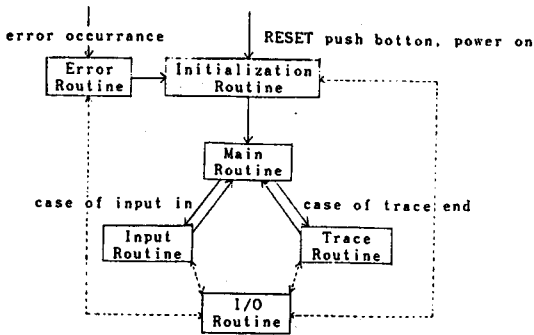 error occurrance
RESET push botton, power on
Error
Routine
Initialization
Routine
Main
Routine
case of input in
case of trace end
Input
Routine
Trace
Routine
I/O
Routine